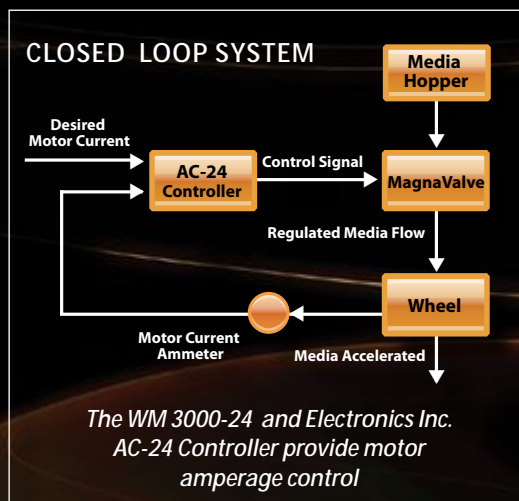 CLOSED LOOP SYSTEM
Media
Hopper
Desired
Motor Current
AC-24
Controller
Control Signal
MagnaValve
Regulated Media Flow
Wheel
Motor Current
Ammeter
Media Accelerated
The WM 3000-24 and Electronics Inc.
AC-24 Controller provide motor
amperage control